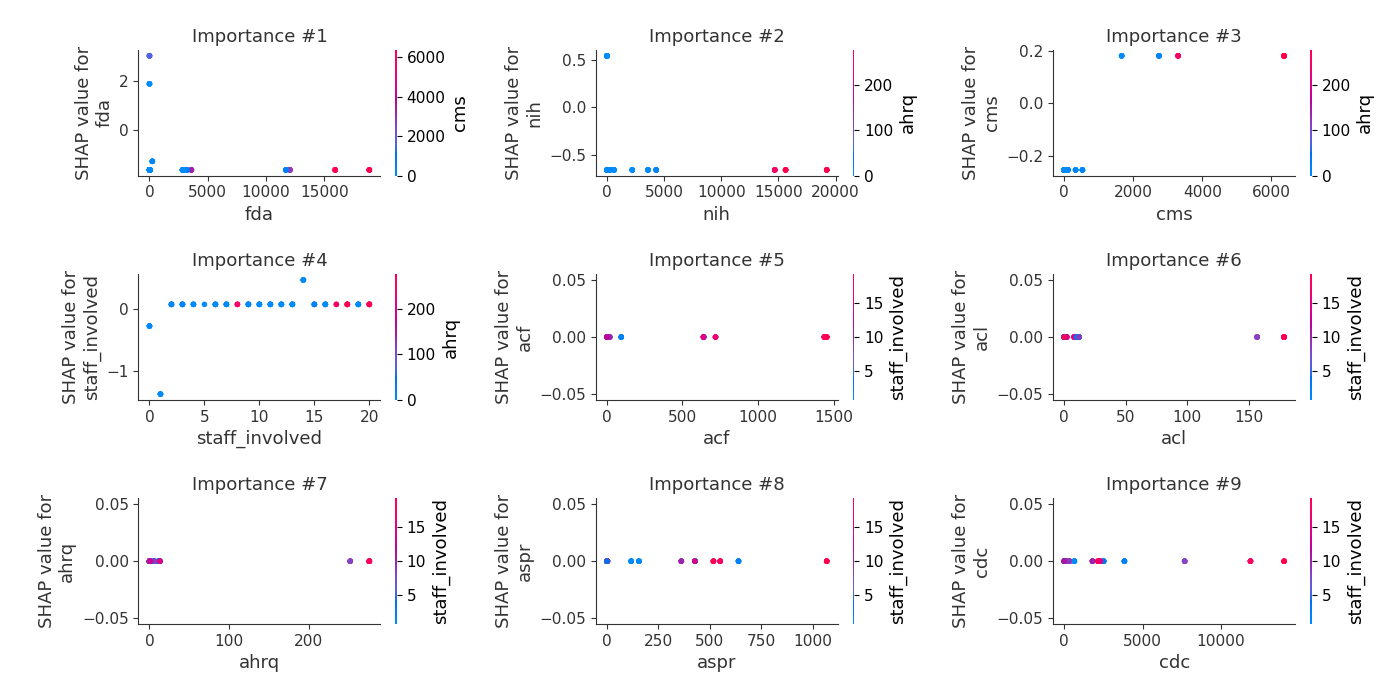 Importance #1
SHAP value for
fda
2
0
0
5000
10000
15000
fda
6000
4000
2000
0
cms
Importance #2
SHAP value for
nih
0.5
0.0
−0.5
0
5000
10000
15000
20000
nih
200
100
0
ahrq
Importance #3
SHAP value for
cms
0.2
0.0
−0.2
0
2000
4000
6000
cms
200
100
0
ahrq
Importance #4
SHAP value for
staff_involved
0
−1
0
5
10
15
20
staff_involved
200
100
0
ahrq
Importance #5
SHAP value for
acf
0.05
0.00
−0.05
0
500
1000
1500
acf
15
10
5
staff_involved
Importance #6
SHAP value for
acl
0.05
0.00
−0.05
0
50
100
150
acl
15
10
5
staff_involved
Importance #7
SHAP value for
ahrq
0.05
0.00
−0.05
0
100
200
ahrq
15
10
5
staff_involved
Importance #8
SHAP value for
aspr
0.05
0.00
−0.05
0
250
500
750
1000
aspr
15
10
5
staff_involved
Importance #9
SHAP value for
cdc
0.05
0.00
−0.05
0
5000
10000
cdc
15
10
5
staff_involved